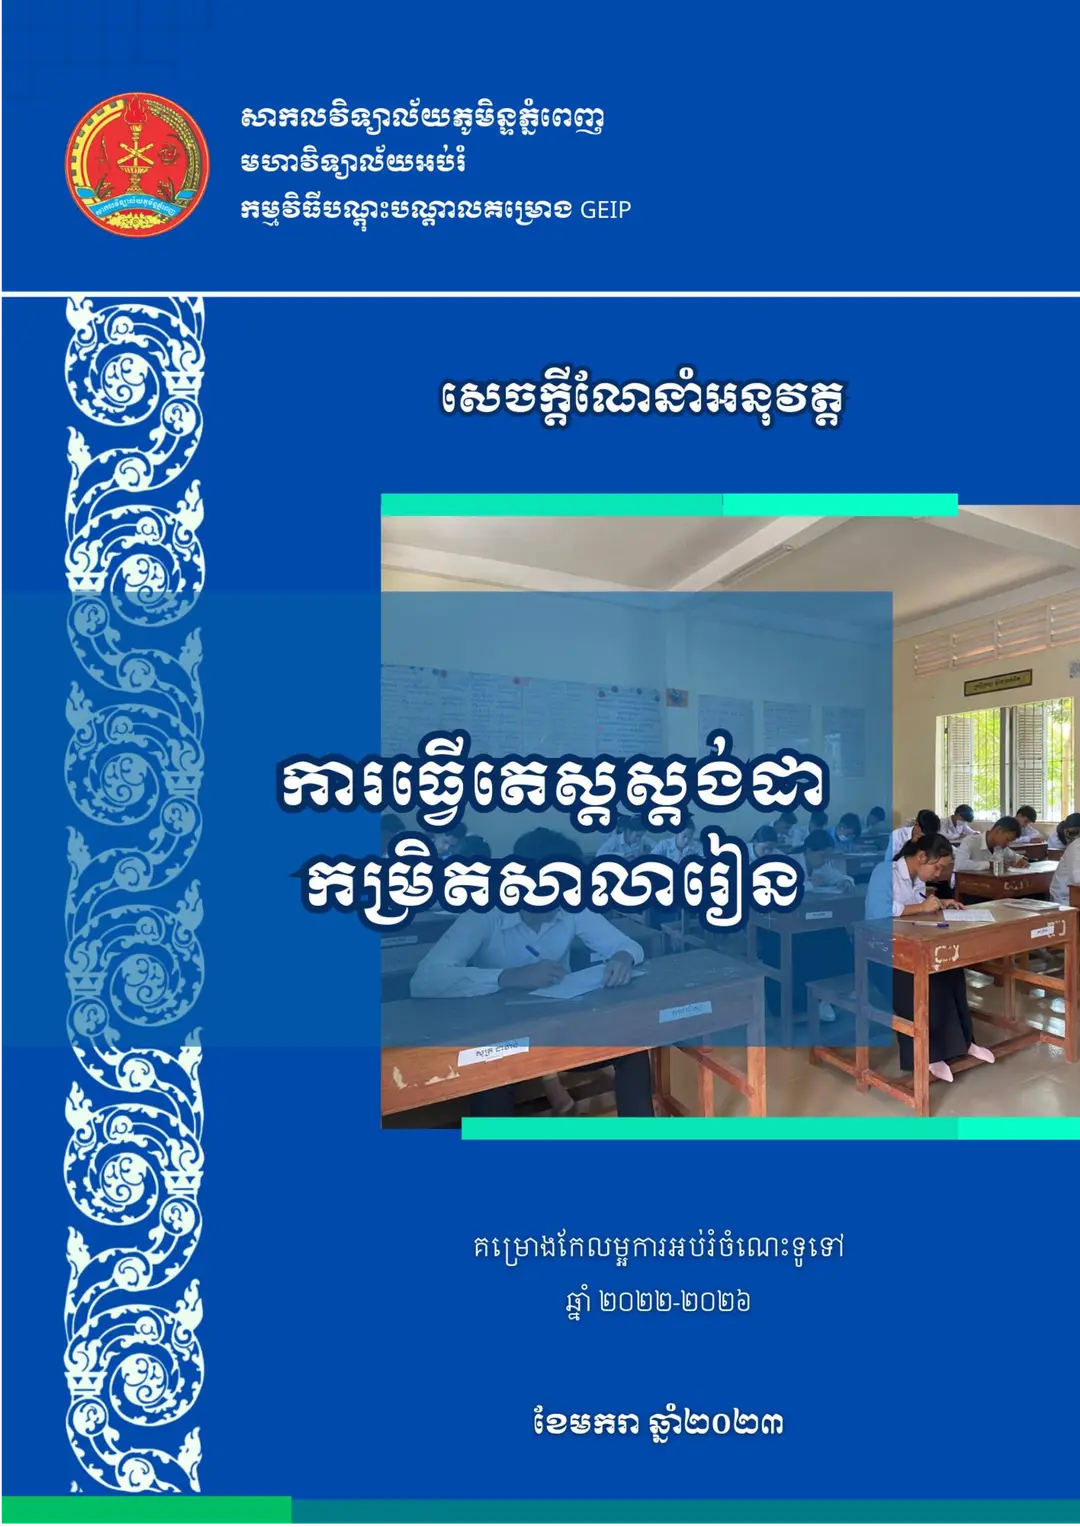 សាកលវិទ្យាល័យភូមិន្ទភ្នំពេញ
មហាវិទ្យាល័យអប់រំ
កម្មវិធីបណ្តុះបណ្តាលគម្រោង GEIP
សេចក្តីណែនាំអនុវត្ត
ការធ្វើតេស្តស្តង់ដា
កម្រិតសាលារៀន
គម្រោងកែលម្អការអប់រំចំណេះទូទៅ
ឆ្នាំ ២០២២-២០២៦
ខែមករា ឆ្នាំ២០២៣